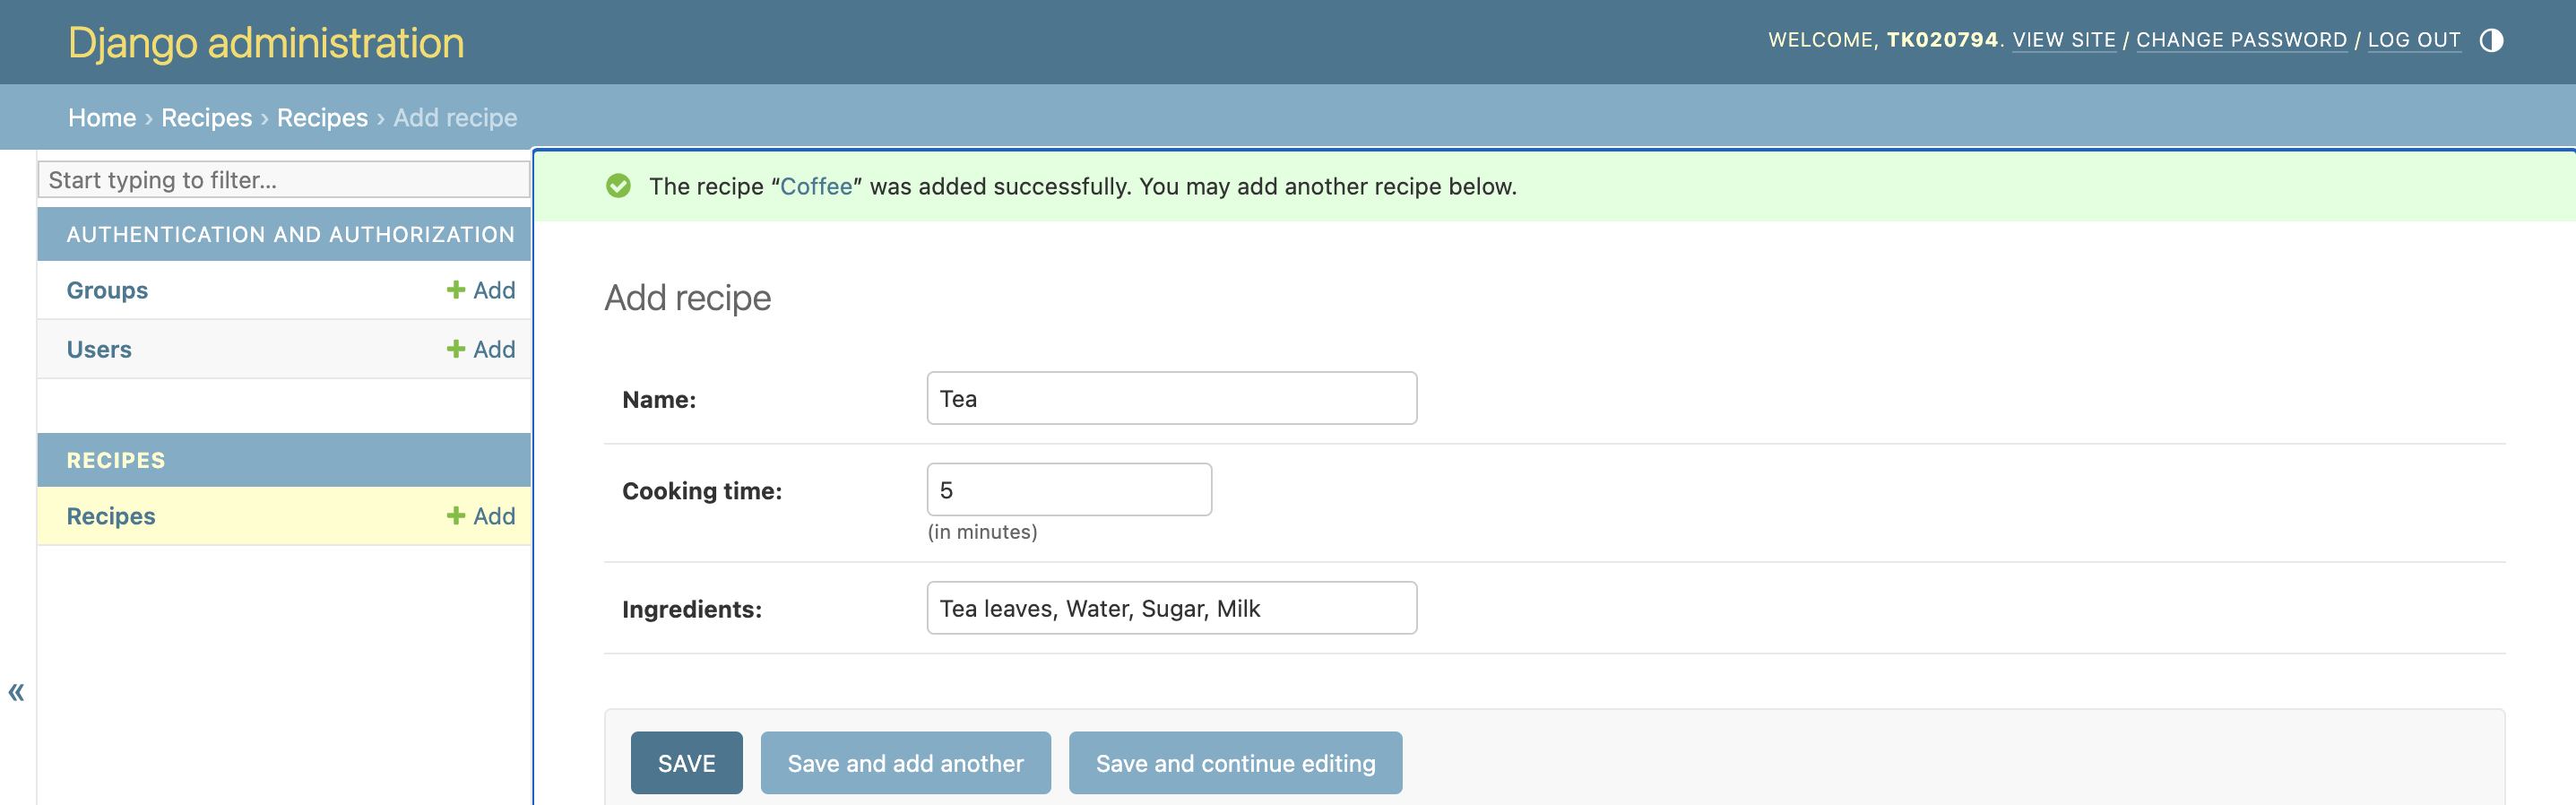 Django administration
WELCOME, TK020794. VIEW SITE / CHANGE PASSWORD / LOG OUT
Home › Recipes › Recipes › Add recipe
Start typing to filter...
AUTHENTICATION AND AUTHORIZATION
Groups + Add
Users + Add
RECIPES
Recipes + Add
«
The recipe “Coffee” was added successfully. You may add another recipe below.
Add recipe
Name: Tea
Cooking time: 5
(in minutes)
Ingredients: Tea leaves, Water, Sugar, Milk
SAVE Save and add another Save and continue editing